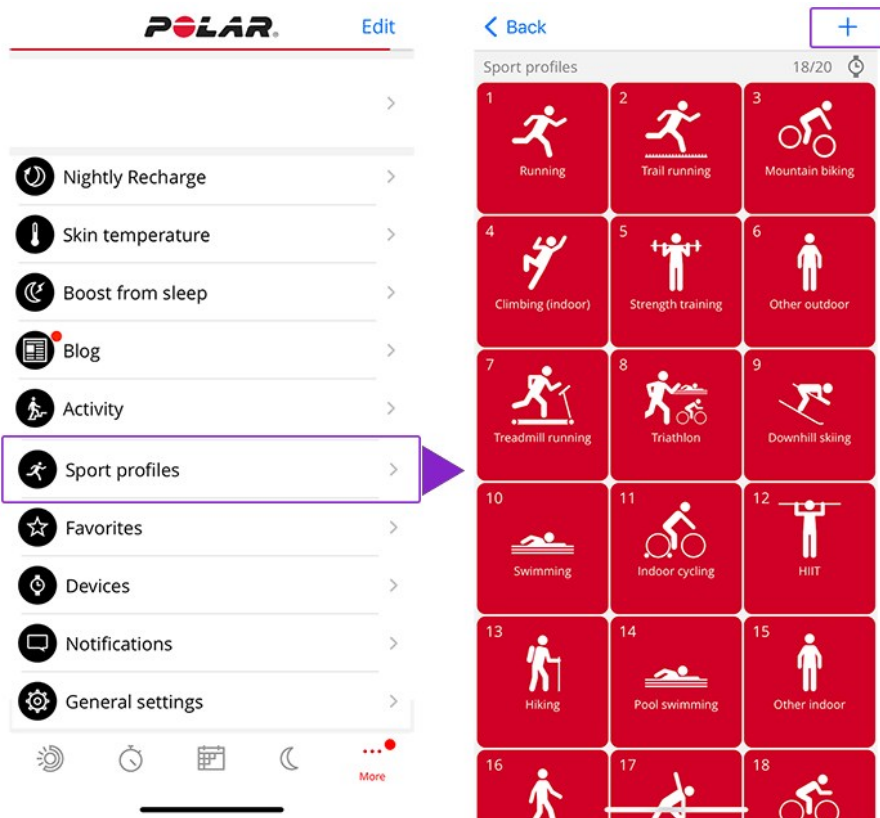 POLAR.
Edit
Nightly Recharge
Skin temperature
Boost from sleep
Blog
Activity
Sport profiles
Favorites
Devices
Notifications
General settings
More
Back
+
Sport profiles 18/20
1 2 3
Running Trail running Mountain biking
4 5 6
Climbing (indoor) Strength training Other outdoor
7 8 9
Treadmill running Triathlon Downhill skiing
10 11 12
Swimming Indoor cycling HIIT
13 14 15
Hiking Pool swimming Other indoor
16 17 18